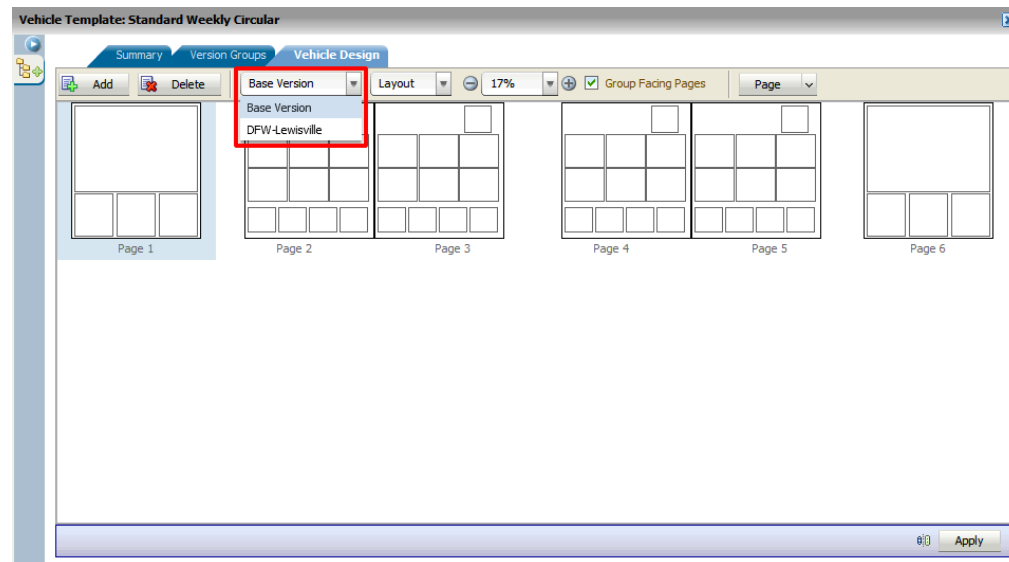 Vehicle Template: Standard Weekly Circular
Summary Version Groups Vehicle Design
Add Delete Base Version Layout 17% Group Facing Pages Page
Base Version
DFW-Lewisville
Page 1 Page 2 Page 3 Page 4 Page 5 Page 6
Apply